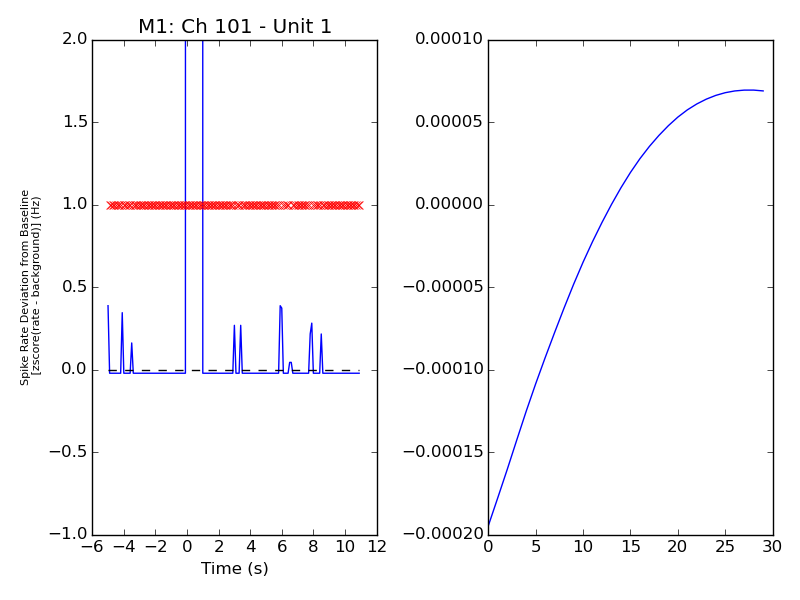 M1: Ch 101 - Unit 1
2.0
1.5
1.0
0.5
0.0
−0.5
−1.0
Spike Rate Deviation from Baseline
[zscore(rate - background)] (Hz)
−6 −4 −2 0 2 4 6 8 10 12
Time (s)
0.00010
0.00005
0.00000
−0.00005
−0.00010
−0.00015
−0.00020
0 5 10 15 20 25 30